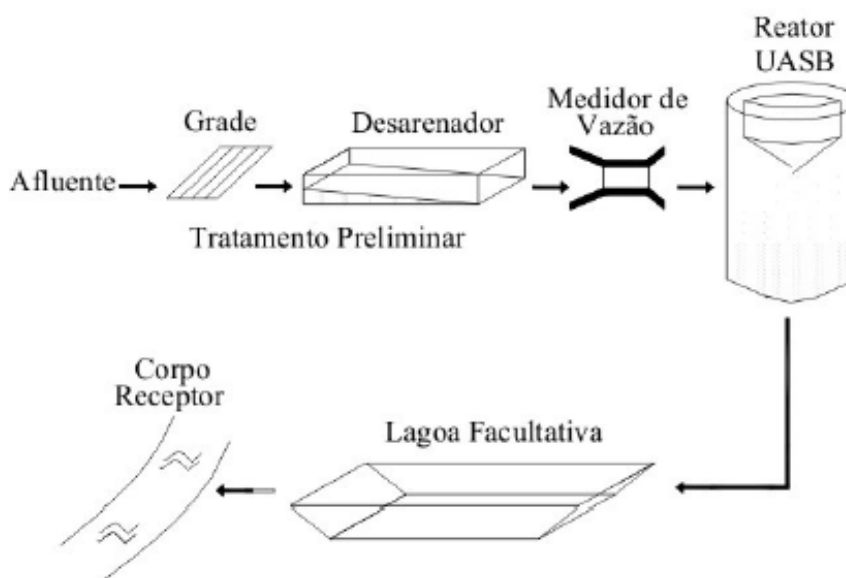 Reator
UASB
Medidor de
Vazão
Grade
Desarenador
Afluente
Tratamento Preliminar
Corpo
Receptor
Lagoa Facultativa